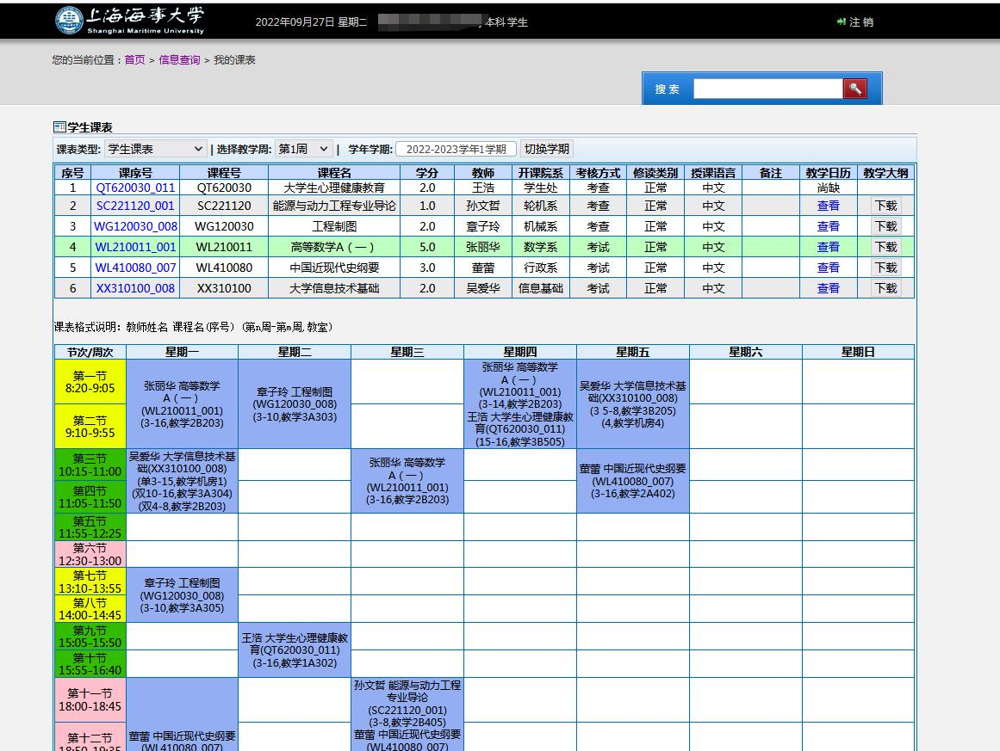 上海海事大学
Shanghai Maritime University
2022年09月27日 星期二 本科学生
注 销
您的当前位置：首页 > 信息查询 > 我的课表
搜 索
学生课表
课表类型: 学生课表 | 选择教学周: 第1周 | 学年学期: 2022-2023学年1学期 切换学期
序号 课序号 课程号 课程名 学分 教师 开课院系 考核方式 修读类别 授课语言 备注 教学日历 教学大纲
1 QT620030_011 QT620030 大学生心理健康教育 2.0 王浩 学生处 考查 正常 中文 尚缺
2 SC221120_001 SC221120 能源与动力工程专业导论 1.0 孙文哲 轮机系 考查 正常 中文 查看 下载
3 WG120030_008 WG120030 工程制图 2.0 章子玲 机械系 考查 正常 中文 查看 下载
4 WL210011_001 WL210011 高等数学A（一） 5.0 张丽华 数学系 考试 正常 中文 查看 下载
5 WL410080_007 WL410080 中国近现代史纲要 3.0 董蕾 行政系 考试 正常 中文 查看 下载
6 XX310100_008 XX310100 大学信息技术基础 2.0 吴爱华 信息基础 考试 正常 中文 查看 下载
课表格式说明: 教师姓名 课程名(序号) (第n周-第m周,教室)
节次/周次 星期一 星期二 星期三 星期四 星期五 星期六 星期日
第一节
8:20-9:05
第二节
9:10-9:55
张丽华 高等数学
A（一）
(WL210011_001)
(3-16,教学2B203)
章子玲 工程制图
(WG120030_008)
(3-10,教学3A303)
张丽华 高等数学
A（一）
(WL210011_001)
(3-14,教学2B203)
王浩 大学生心理健康教
育(QT620030_011)
(15-16,教学3B505)
吴爱华 大学信息技术基
础(XX310100_008)
(3 5-8,教学3B205)
(4,教学机房4)
第三节
10:15-11:00
第四节
11:05-11:50
吴爱华 大学信息技术基
础(XX310100_008)
(单3-15,教学机房1)
(双10-16,教学3A304)
(双4-8,教学2B203)
张丽华 高等数学
A（一）
(WL210011_001)
(3-16,教学2B203)
董蕾 中国近现代史纲要
(WL410080_007)
(3-16,教学2A402)
第五节
11:55-12:25
第六节
12:30-13:00
第七节
13:10-13:55
第八节
14:00-14:45
章子玲 工程制图
(WG120030_008)
(3-10,教学3A305)
第九节
15:05-15:50
第十节
15:55-16:40
王浩 大学生心理健康教
育(QT620030_011)
(3-16,教学1A302)
第十一节
18:00-18:45
第十二节
18:50-19:35
董蕾 中国近现代史纲要
(WL410080_007)
孙文哲 能源与动力工程
专业导论
(SC221120_001)
(3-8,教学2B405)
董蕾 中国近现代史纲要
(WL410080_007)